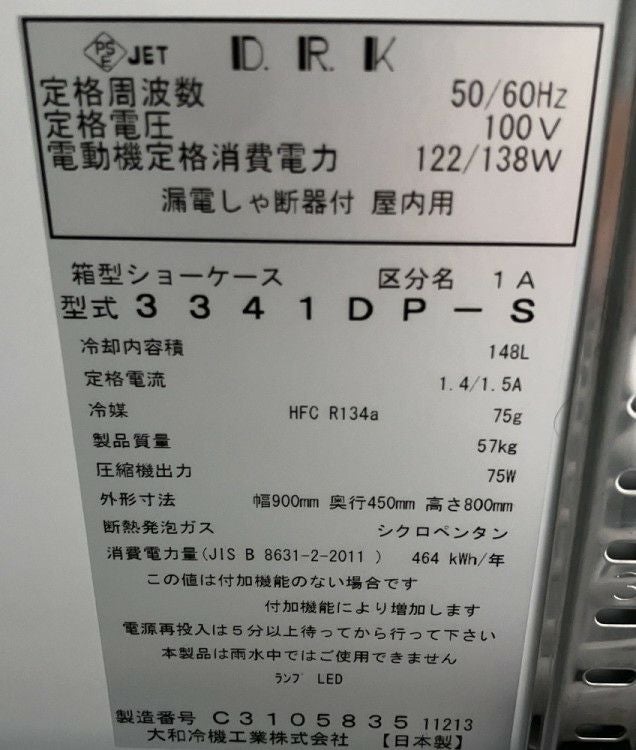 PSE JET D.R.K
定格周波数 50/60Hz
定格電圧 100V
電動機定格消費電力 122/138W
漏電しゃ断器付 屋内用
箱型ショーケース 区分名 1A
型式 3341DP-S
冷却内容積 148L
定格電流 1.4/1.5A
冷媒 HFC R134a 75g
製品質量 57kg
圧縮機出力 75W
外形寸法 幅900mm 奥行450mm 高さ800mm
断熱発泡ガス シクロペンタン
消費電力量(JIS B 8631-2-2011 ) 464 kWh/年
この値は付加機能のない場合です
付加機能により増加します
電源再投入は5分以上待ってから行って下さい
本製品は雨水中ではご使用できません
ランプ LED
製造番号 C3105835 11213
大和冷機工業株式会社 【日本製】